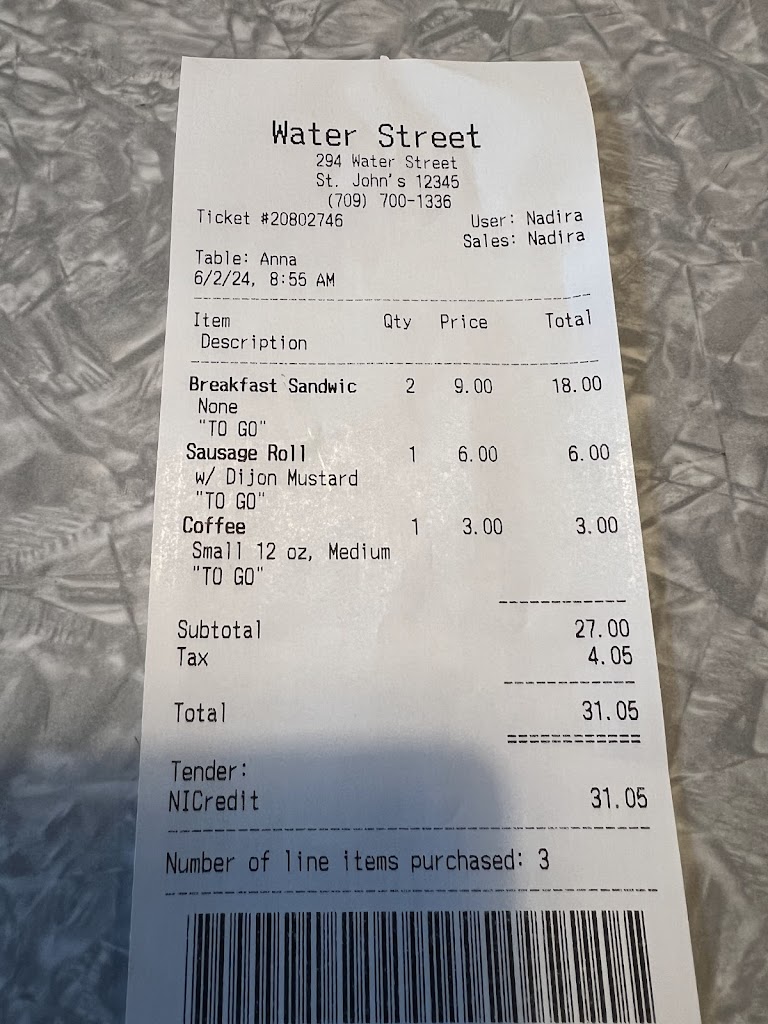 Water Street
294 Water Street
St. John's 12345
(709) 700-1336
Ticket #20802746 User: Nadira
Sales: Nadira
Table: Anna
6/2/24, 8:55 AM
Item Qty Price Total
Description
Breakfast Sandwic 2 9.00 18.00
None
"TO GO"
Sausage Roll 1 6.00 6.00
w/ Dijon Mustard
"TO GO"
Coffee 1 3.00 3.00
Small 12 oz, Medium
"TO GO"
Subtotal 27.00
Tax 4.05
Total 31.05
Tender:
NICredit 31.05
Number of line items purchased: 3